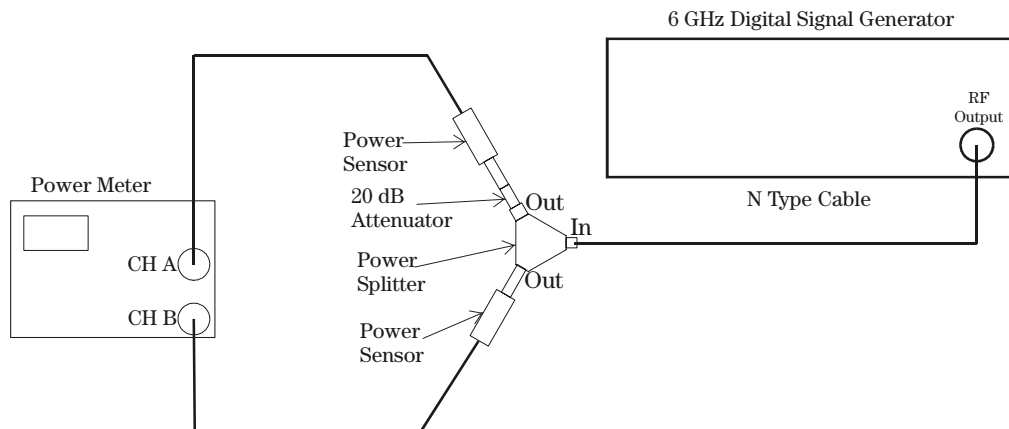 6 GHz Digital Signal Generator
RF
Output
Power
Sensor
Power Meter
20 dB
Attenuator
Out
N Type Cable
In
CH A
Power
Splitter
Out
CH B
Power
Sensor